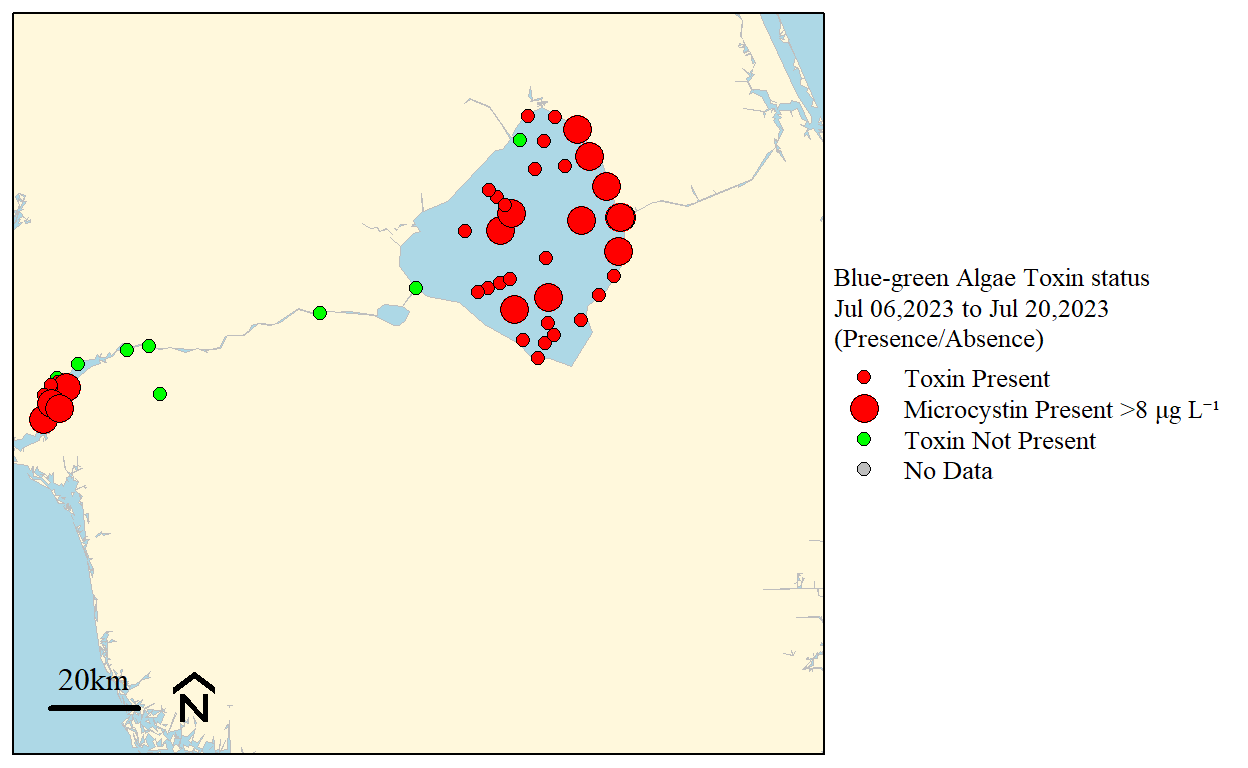 Blue-green Algae Toxin status
Jul 06,2023 to Jul 20,2023
(Presence/Absence)
Toxin Present
Microcystin Present >8 μg L⁻¹
Toxin Not Present
No Data
20km
N